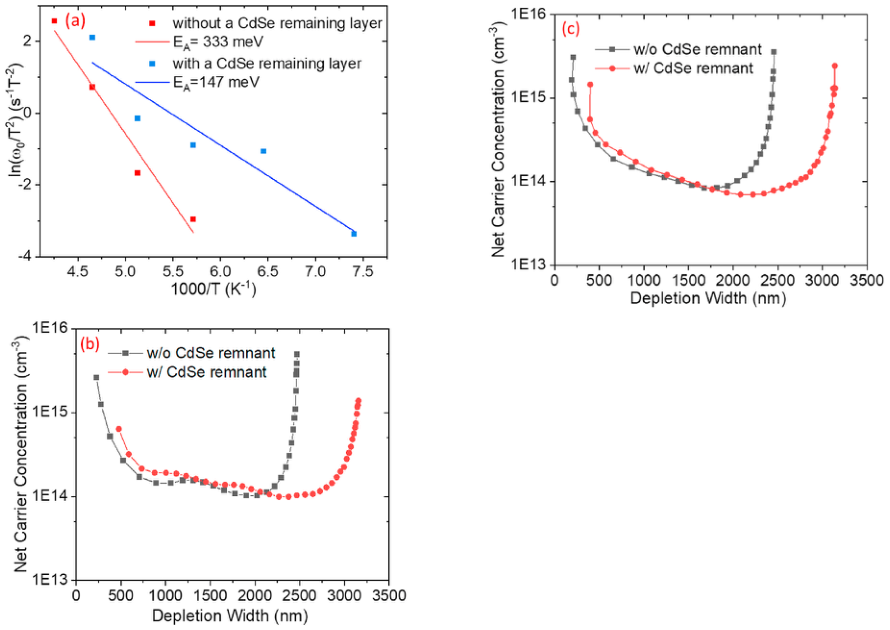 (a)
without a CdSe remaining layer
E_A= 333 meV
with a CdSe remaining layer
E_A=147 meV
ln(ω₀/T²) (s⁻¹T⁻²)
2
0
-2
-4
4.5 5.0 5.5 6.0 6.5 7.0 7.5
1000/T (K⁻¹)
(c)
w/o CdSe remnant
w/ CdSe remnant
Net Carrier Concentration (cm⁻³)
1E16
1E15
1E14
1E13
0 500 1000 1500 2000 2500 3000 3500
Depletion Width (nm)
(b)
w/o CdSe remnant
w/ CdSe remnant
Net Carrier Concentration (cm⁻³)
1E16
1E15
1E14
1E13
0 500 1000 1500 2000 2500 3000 3500
Depletion Width (nm)